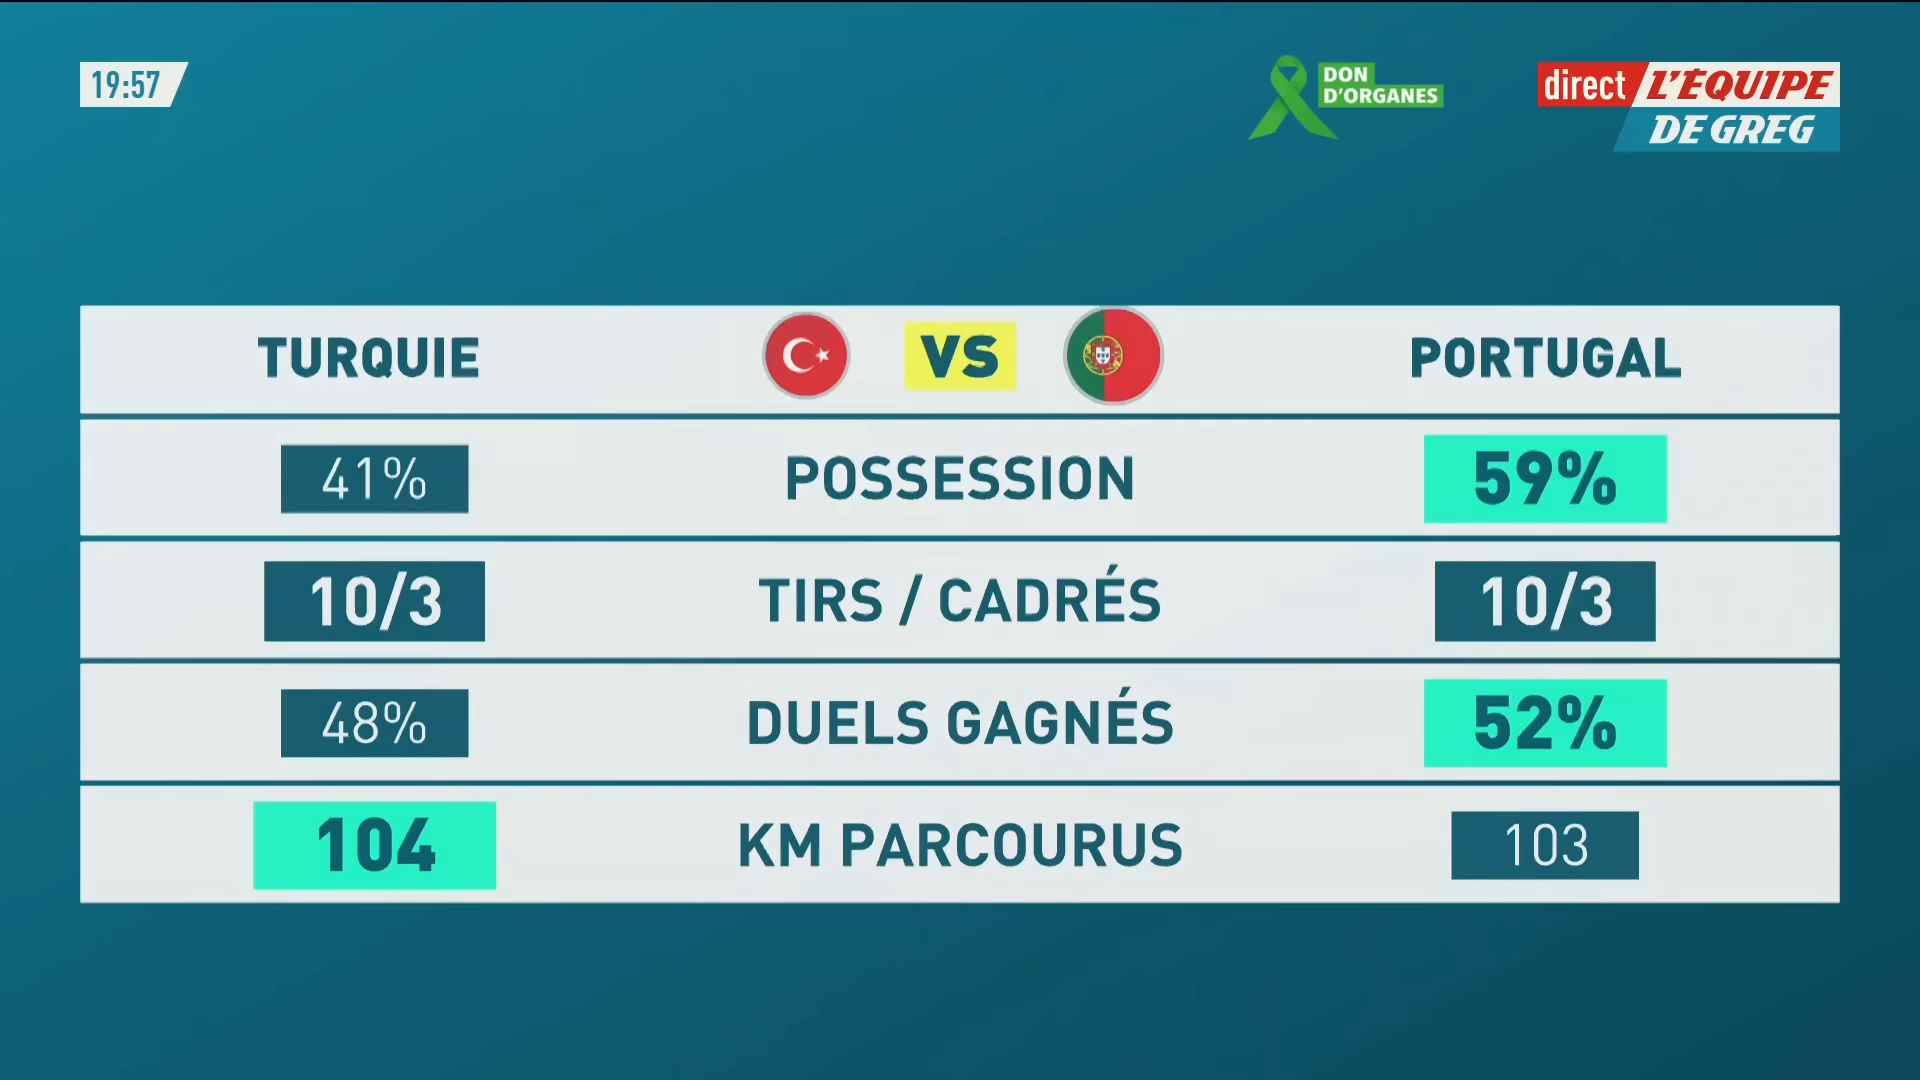 19:57
DON
D'ORGANES
direct L'ÉQUIPE
DE GREG
TURQUIE VS PORTUGAL
41% POSSESSION 59%
10/3 TIRS / CADRÉS 10/3
48% DUELS GAGNÉS 52%
104 KM PARCOURUS 103